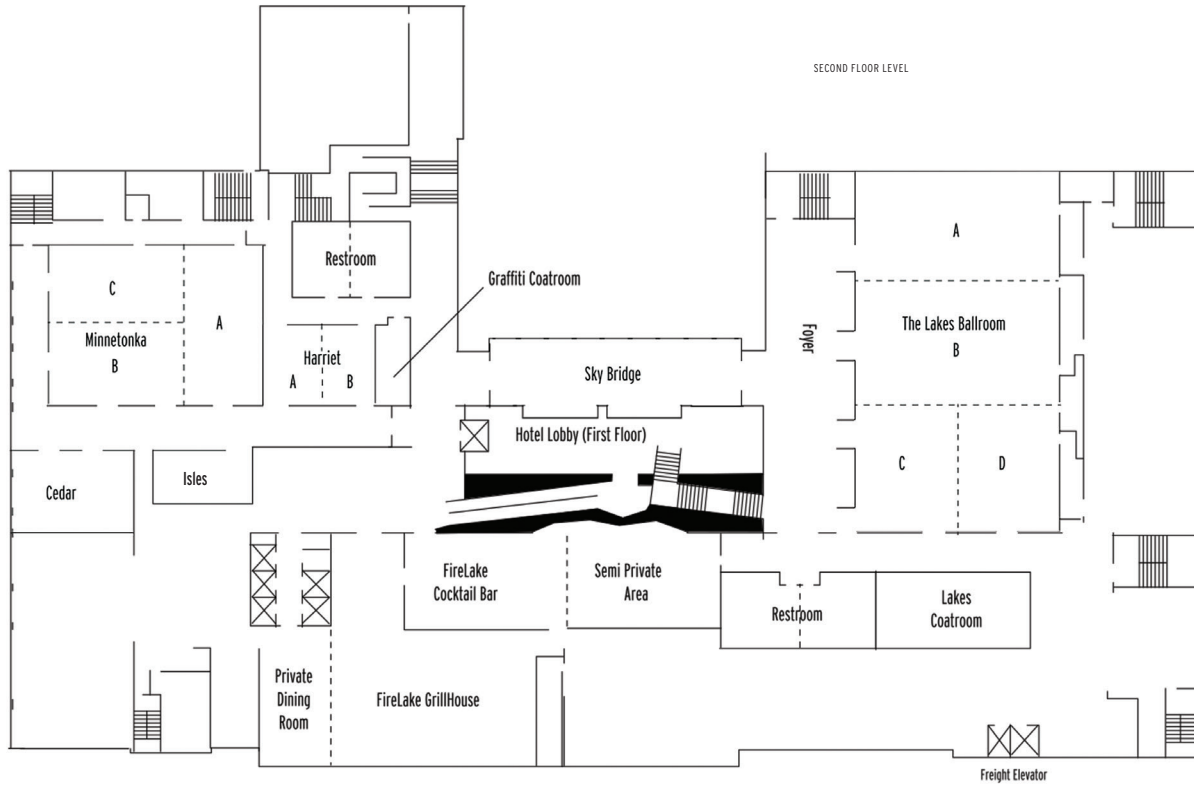 SECOND FLOOR LEVEL
A
Restroom
Graffiti Coatroom
C
A
Minnetonka
B
The Lakes Ballroom
B
Foyer
Harriet
A
B
Sky Bridge
Hotel Lobby (First Floor)
C
D
Cedar
Isles
FireLake
Cocktail Bar
Semi Private
Area
Restroom
Lakes
Coatroom
Private
Dining
Room
FireLake GrillHouse
Freight Elevator